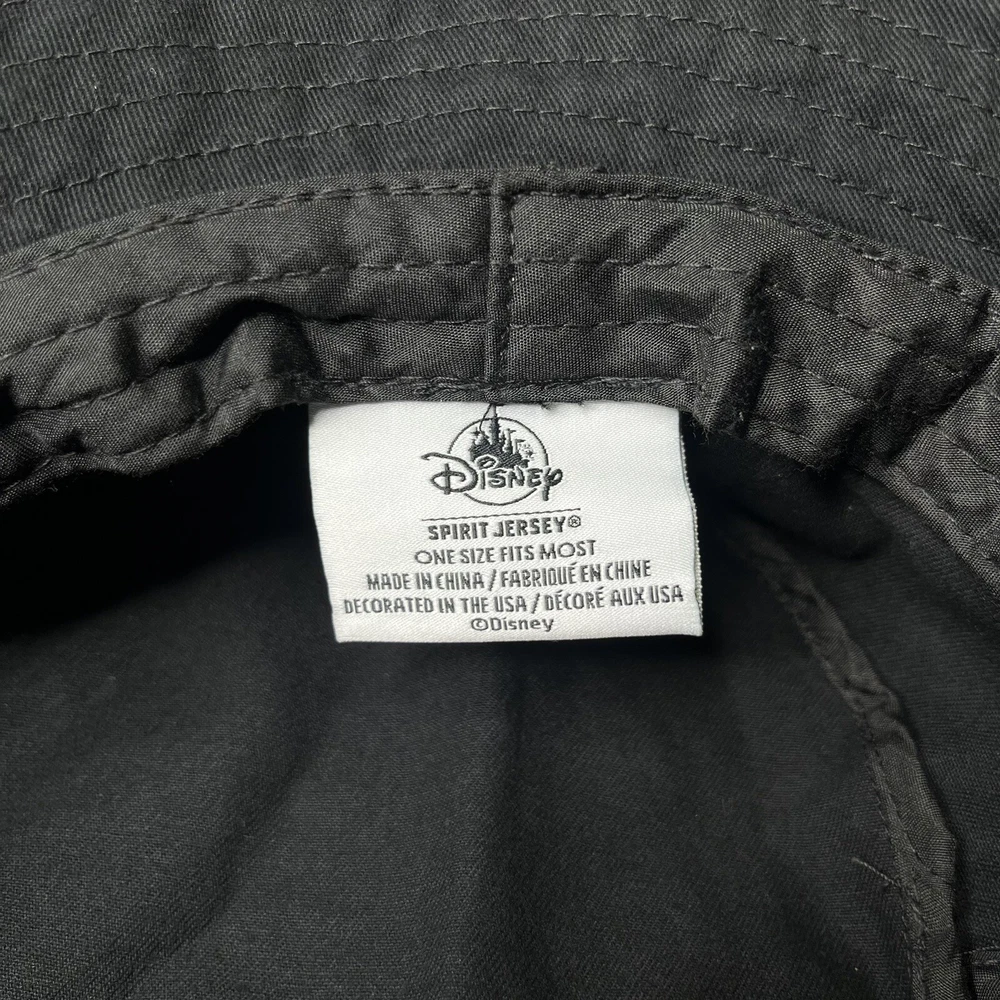 Disney
SPIRIT JERSEY®
ONE SIZE FITS MOST
MADE IN CHINA / FABRIQUÉ EN CHINE
DECORATED IN THE USA / DÉCORÉ AUX USA
©Disney